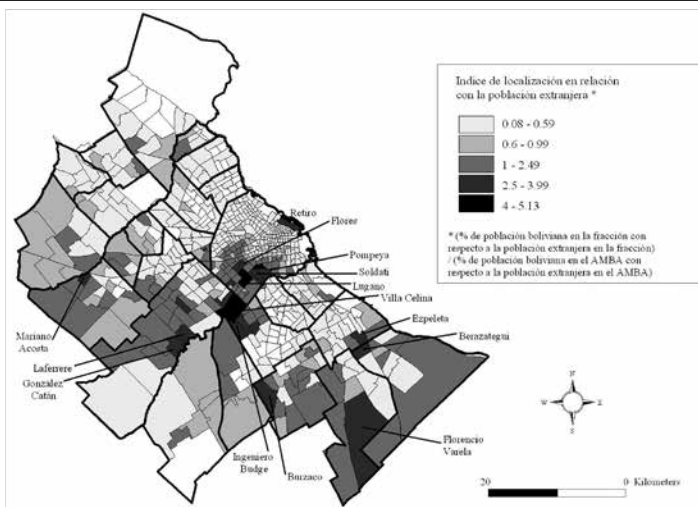 Indice de localización en relación
con la población extranjera *
0.08 - 0.59
0.6 - 0.99
1 - 2.49
2.5 - 3.99
4 - 5.13
* (% de población boliviana en la fracción con
respecto a la población extranjera en la fracción)
/ (% de población boliviana en el AMBA con
respecto a la población extranjera en el AMBA)
Retiro
Flores
Pompeya
Soldati
Lugano
Villa Celina
Ezpeleta
Berazategui
Mariano
Acosta
Laferrere
González
Catán
Ingeniero
Budge
Burzaco
Florencio
Varela
N
W
E
S
20
0 Kilometers